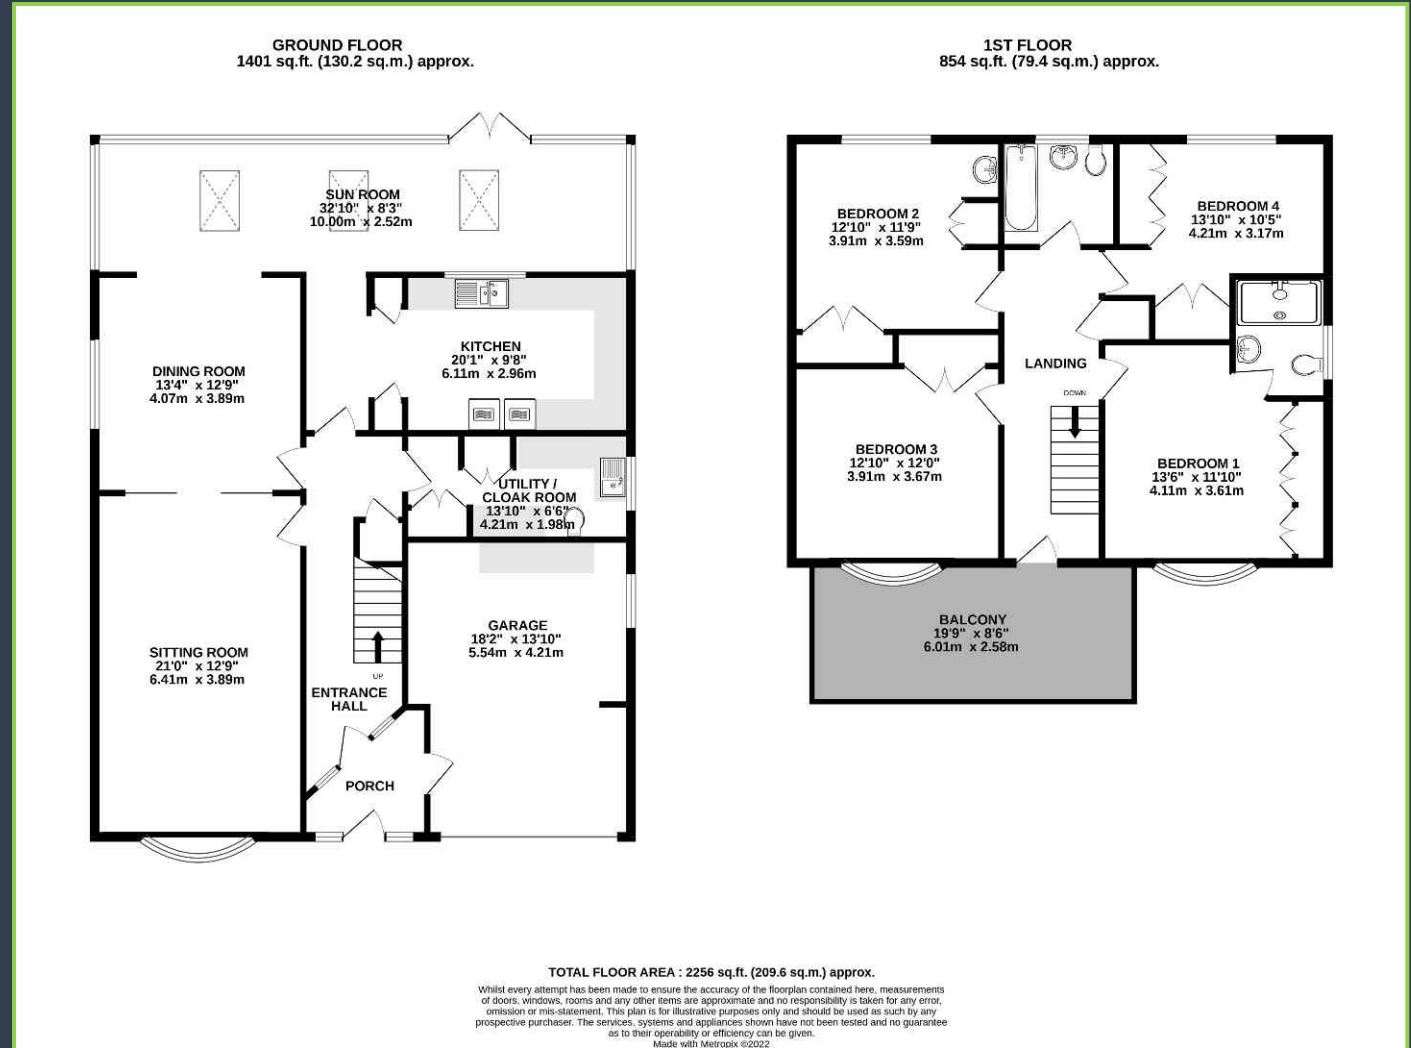 GROUND FLOOR
1401 sq.ft. (130.2 sq.m.) approx.
SUN ROOM
32'10" x 8'3"
10.00m x 2.52m
DINING ROOM
13'4" x 12'9"
4.07m x 3.89m
KITCHEN
20'1" x 9'8"
6.11m x 2.96m
UTILITY /
CLOAK ROOM
13'10" x 6'6"
4.21m x 1.98m
SITTING ROOM
21'0" x 12'9"
6.41m x 3.89m
GARAGE
18'2" x 13'10"
5.54m x 4.21m
UP
ENTRANCE
HALL
PORCH
1ST FLOOR
854 sq.ft. (79.4 sq.m.) approx.
BEDROOM 2
12'10" x 11'9"
3.91m x 3.59m
BEDROOM 4
13'10" x 10'5"
4.21m x 3.17m
LANDING
DOWN
BEDROOM 3
12'10" x 12'0"
3.91m x 3.67m
BEDROOM 1
13'6" x 11'10"
4.11m x 3.61m
BALCONY
19'9" x 8'6"
6.01m x 2.58m
TOTAL FLOOR AREA : 2256 sq.ft. (209.6 sq.m.) approx.
Whilst every attempt has been made to ensure the accuracy of the floorplan contained here, measurements
of doors, windows, rooms and any other items are approximate and no responsibility is taken for any error,
omission or mis-statement. This plan is for illustrative purposes only and should be used as such by any
prospective purchaser. The services, systems and appliances shown have not been tested and no guarantee
as to their operability or efficiency can be given.
Made with Metropix ©2022